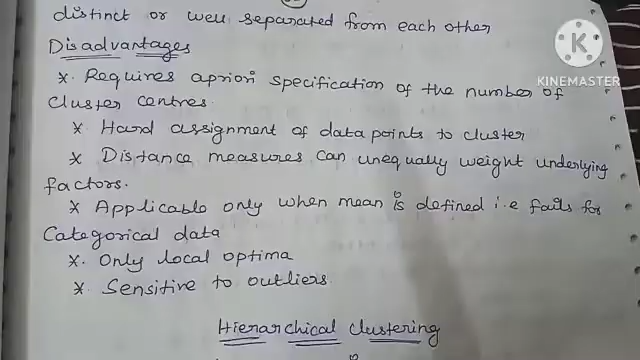 distinct or well separated from each other
Disadvantages
* Requires apriori specification of the number of
cluster centres.
* Hard assignment of data points to cluster
* Distance measures can unequally weight underlying
factors.
* Applicable only when mean is defined i.e fails for
Categorical data
* Only local optima
* Sensitive to outliers.
Hierarchical clustering
KINEMASTER